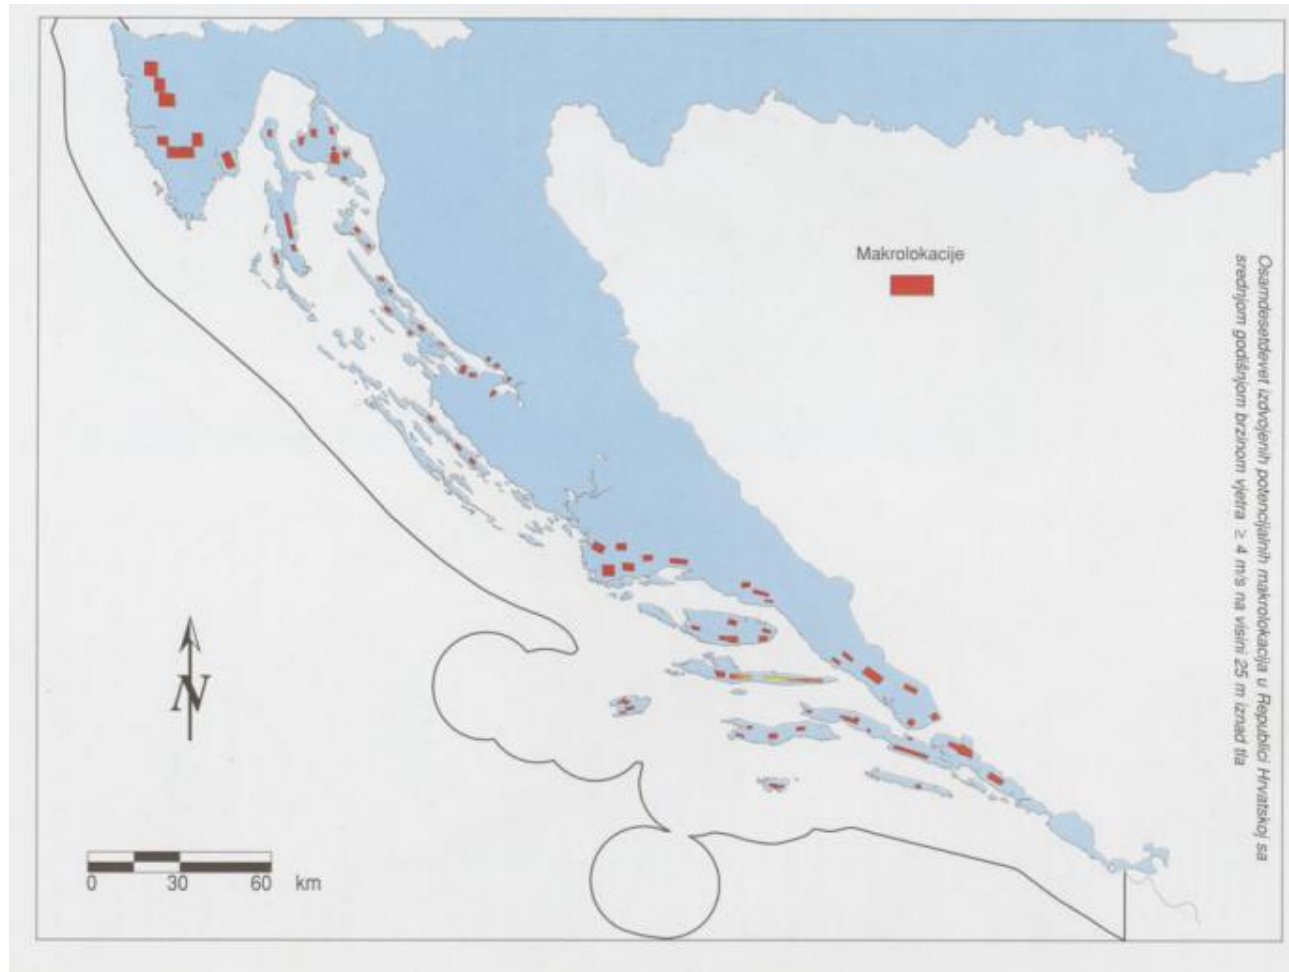 Makrolokacije
Osamdesetdevet izdvojenih potencijalnih makrolokacija u Republici Hrvatskoj sa
srednjom godišnjom brzinom vjetra ≥ 4 m/s na visini 25 m iznad tla
N
0 30 60 km